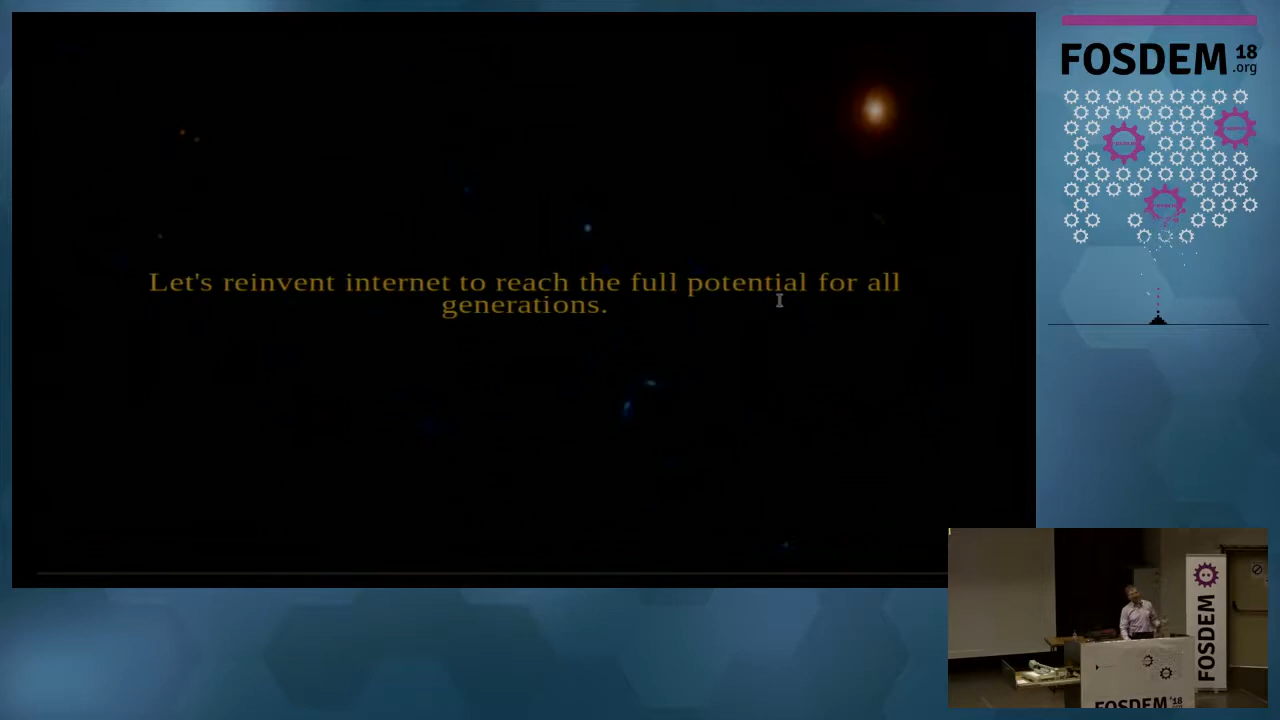 FOSDEM 18
.org
Let's reinvent internet to reach the full potential for all
generations.
FOSDEM
FOSDEM '18